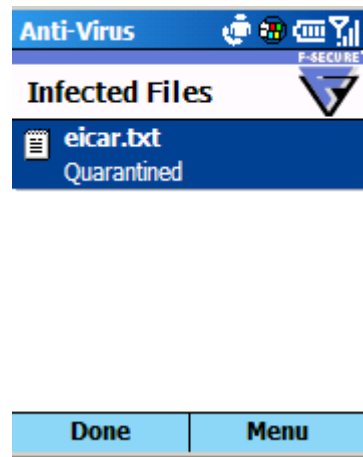 Anti-Virus
F-SECURE
Infected Files
eicar.txt
Quarantined
Done Menu